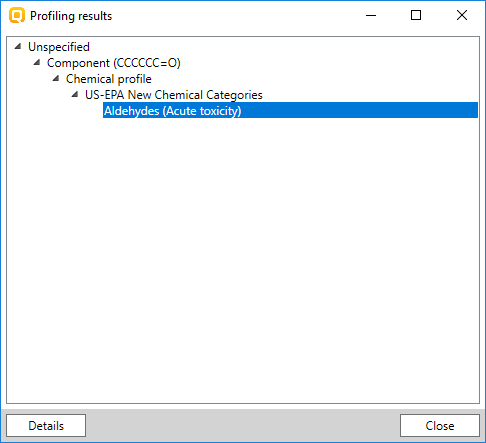 Profiling results
Unspecified
Component (CCCCCC=O)
Chemical profile
US-EPA New Chemical Categories
Aldehydes (Acute toxicity)
Details
Close